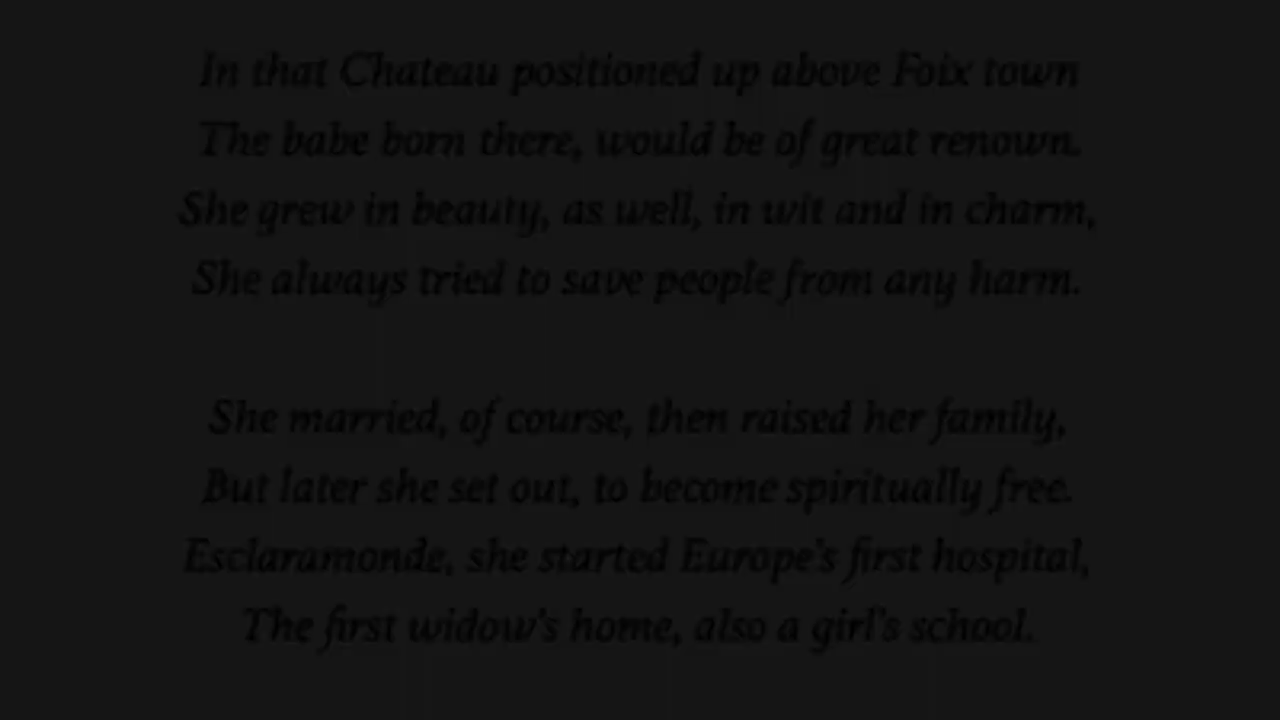 In that Chateau positioned up above Foix town
The babe born there, would be of great renown.
She grew in beauty, as well, in wit and in charm,
She always tried to save people from any harm.
She married, of course, then raised her family,
But later she set out, to become spiritually free.
Esclaramonde, she started Europe's first hospital,
The first widow's home, also a girl's school.